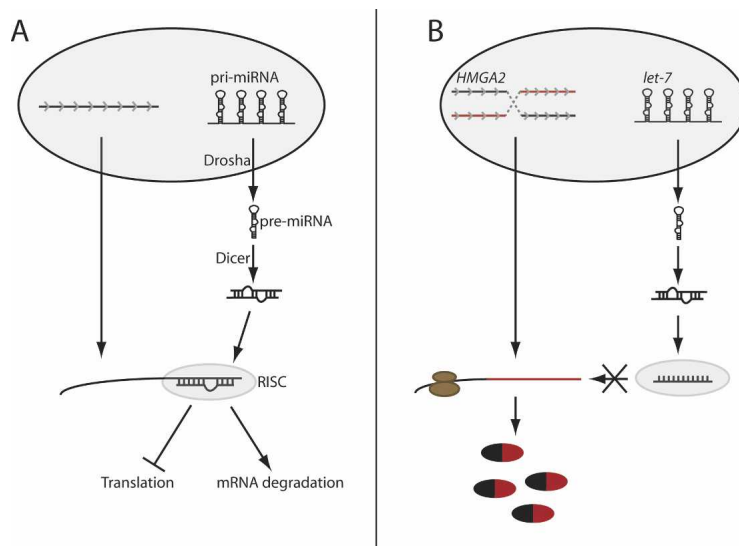 A
pri-miRNA
Drosha
pre-miRNA
Dicer
RISC
Translation
mRNA degradation
B
HMGA2
let-7